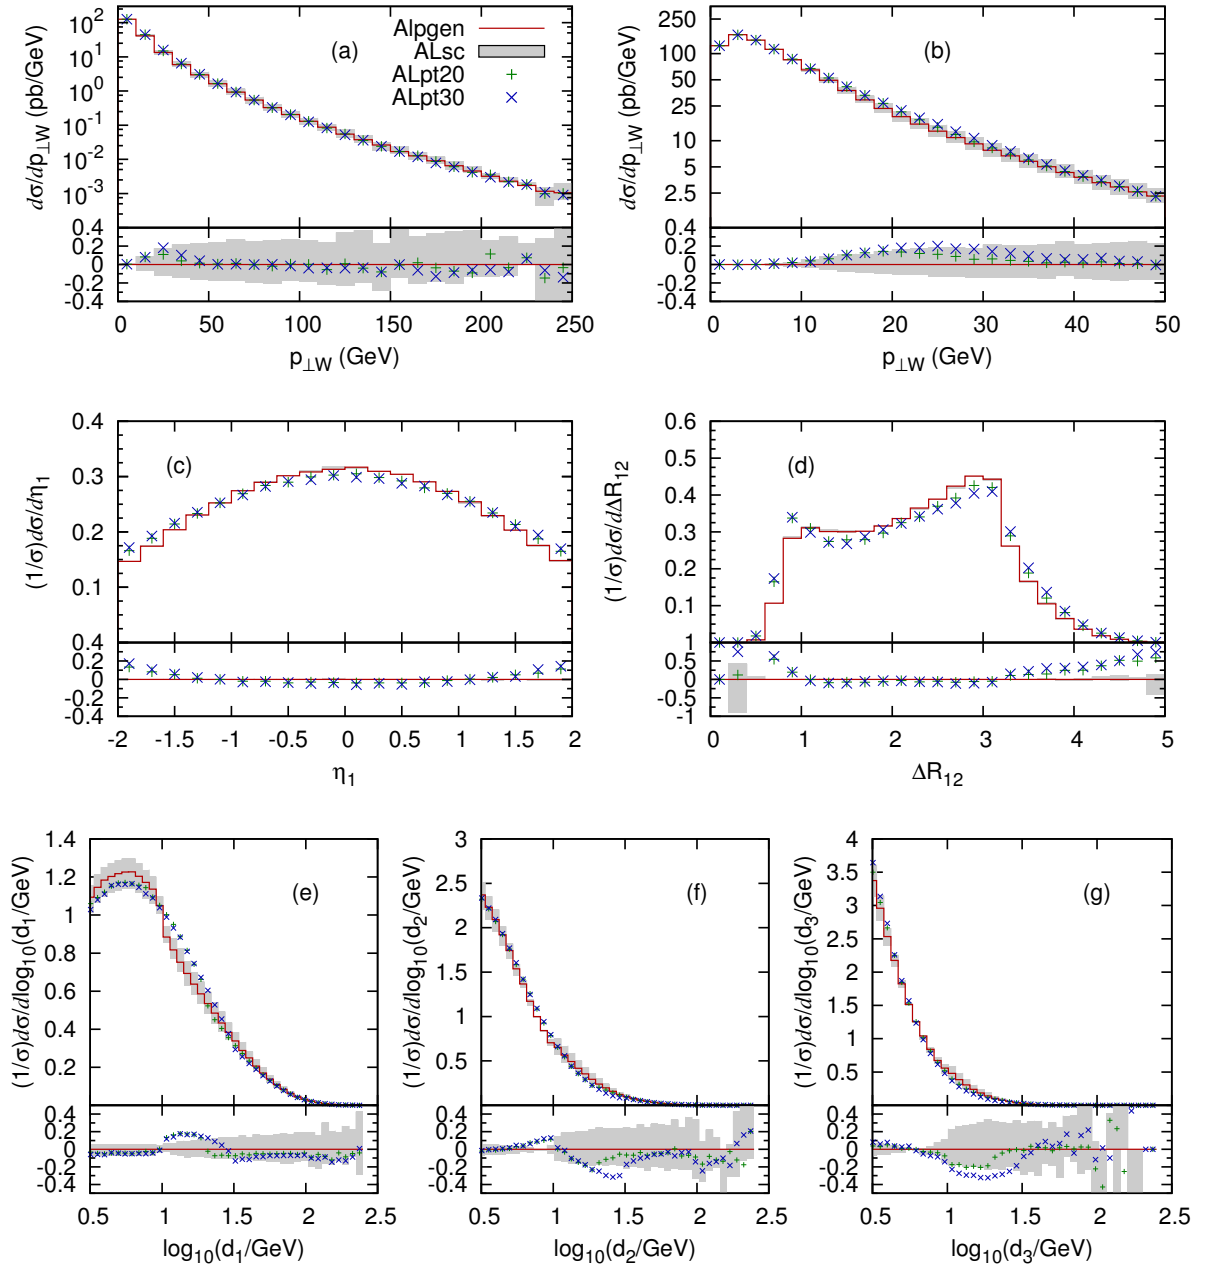 dσ/dp⊥W (pb/GeV)
10^2
10^1
10^0
10^-1
10^-2
10^-3
(a)
Alpgen
ALsc
ALpt20
ALpt30
0.4
0.2
0
-0.2
-0.4
0 50 100 150 200 250
p⊥W (GeV)
dσ/dp⊥W (pb/GeV)
250
100
50
25
10
5
2.5
(b)
0.4
0.2
0
-0.2
-0.4
0 10 20 30 40 50
p⊥W (GeV)
(1/σ)dσ/dη1
0.4
0.3
0.2
0.1
(c)
0.4
0.2
0
-0.2
-0.4
-2 -1.5 -1 -0.5 0 0.5 1 1.5 2
η1
(1/σ)dσ/dΔR12
0.6
0.5
0.4
0.3
0.2
0.1
(d)
1
0.5
0
-0.5
-1
0 1 2 3 4 5
ΔR12
(1/σ)dσ/dlog10(d1/GeV)
1.4
1.2
1
0.8
0.6
0.4
0.2
(e)
0.4
0.2
0
-0.2
-0.4
0.5 1 1.5 2 2.5
log10(d1/GeV)
(1/σ)dσ/dlog10(d2/GeV)
3
2.5
2
1.5
1
0.5
(f)
0.4
0.2
0
-0.2
-0.4
0.5 1 1.5 2 2.5
log10(d2/GeV)
(1/σ)dσ/dlog10(d3/GeV)
4
3.5
3
2.5
2
1.5
1
0.5
(g)
0.4
0.2
0
-0.2
-0.4
0.5 1 1.5 2 2.5
log10(d3/GeV)